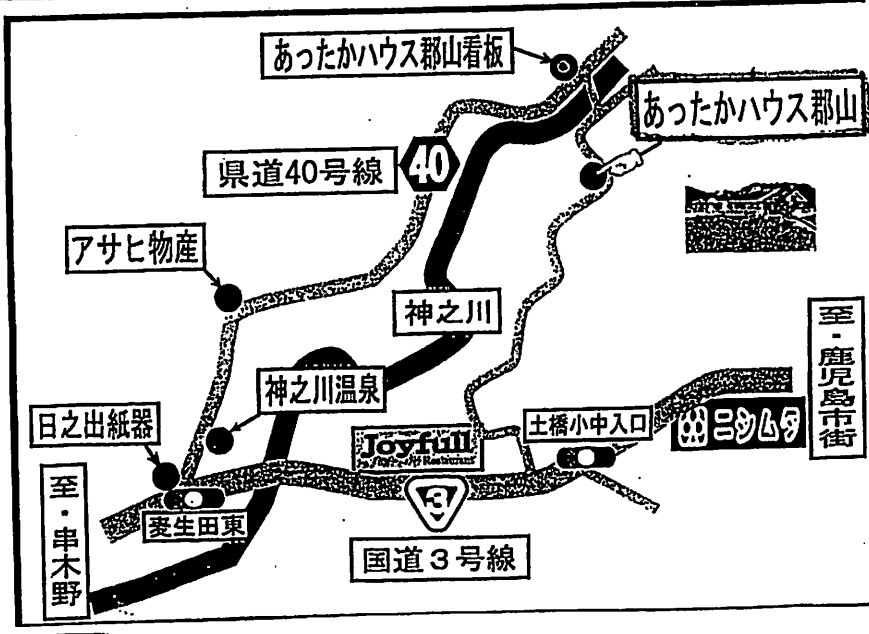 あったかハウス郡山看板
あったかハウス郡山
県道40号線
40
アサヒ物産
神之川
至・鹿児島市街
神之川温泉
日之出紙器
Joyfull
Restaurant
土橋小中入口
ニシムタ
至・串木野
麦生田東
3
国道3号線